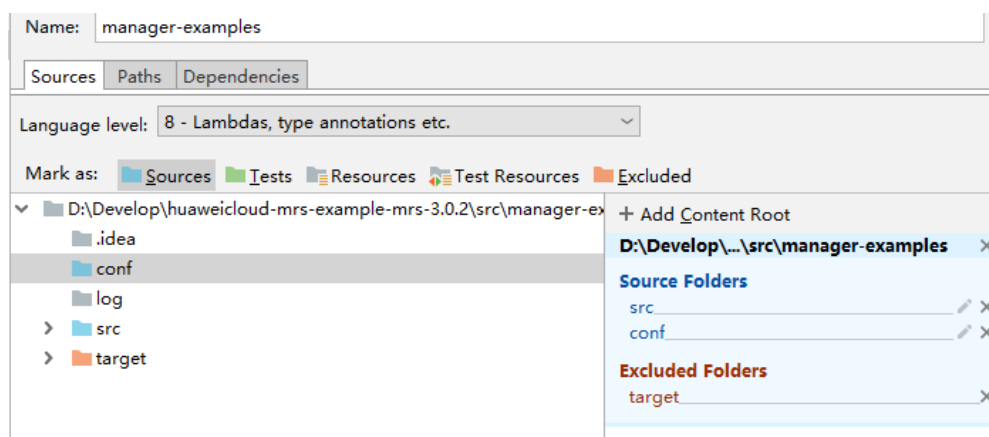 Name: manager-examples
Sources Paths Dependencies
Language level: 8 - Lambdas, type annotations etc.
Mark as: Sources Tests Resources Test Resources Excluded
D:\Develop\huaweicloud-mrs-example-mrs-3.0.2\src\manager-ex
.idea
conf
log
src
target
+ Add Content Root
D:\Develop\...\src\manager-examples
Source Folders
src
conf
Excluded Folders
target